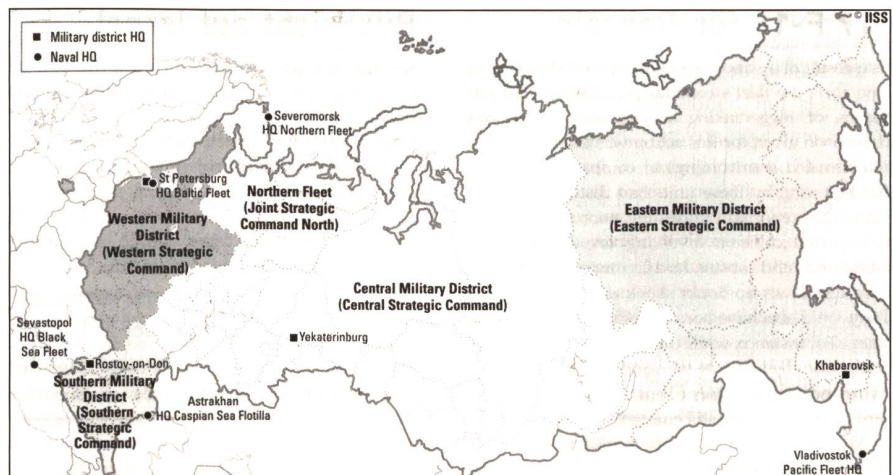 © IISS
■ Military district HQ
● Naval HQ
Severomorsk
HQ Northern Fleet
St Petersburg
HQ Baltic Fleet
Northern Fleet
(Joint Strategic
Command North)
Western Military
District
(Western Strategic
Command)
Eastern Military District
(Eastern Strategic Command)
Central Military District
(Central Strategic Command)
Sevastopol
HQ Black
Sea Fleet
Yekaterinburg
Rostov-on-Don
Southern Military
District
(Southern
Strategic
Command)
Astrakhan
HQ Caspian Sea Flotilla
Khabarovsk
Vladivostok
Pacific Fleet HQ